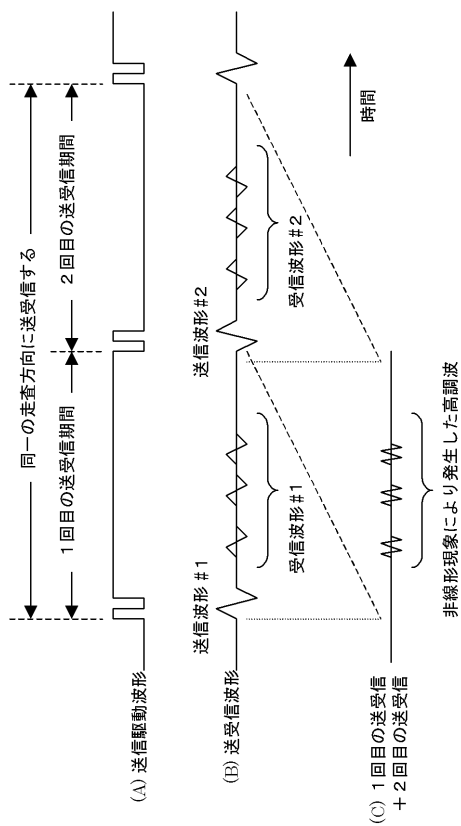 同一の走査方向に送受信する
1回目の送受信期間
2回目の送受信期間
(A) 送信駆動波形
送信波形#1
送信波形#2
(B) 送受信波形
受信波形#1
受信波形#2
時間
(C) 1回目の送受信
+2回目の送受信
非線形現象により発生した高調波